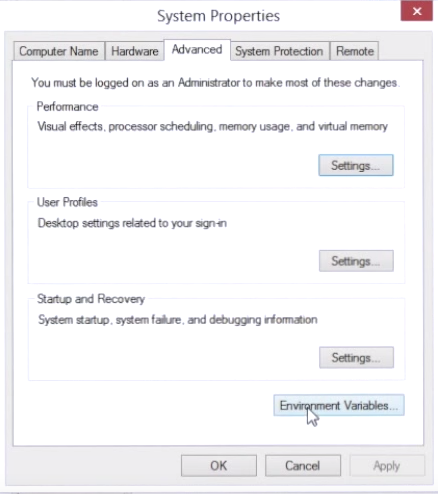 System Properties
Computer Name Hardware Advanced System Protection Remote
You must be logged on as an Administrator to make most of these changes.
Performance
Visual effects, processor scheduling, memory usage, and virtual memory
Settings...
User Profiles
Desktop settings related to your sign-in
Settings...
Startup and Recovery
System startup, system failure, and debugging information
Settings...
Environment Variables...
OK Cancel Apply